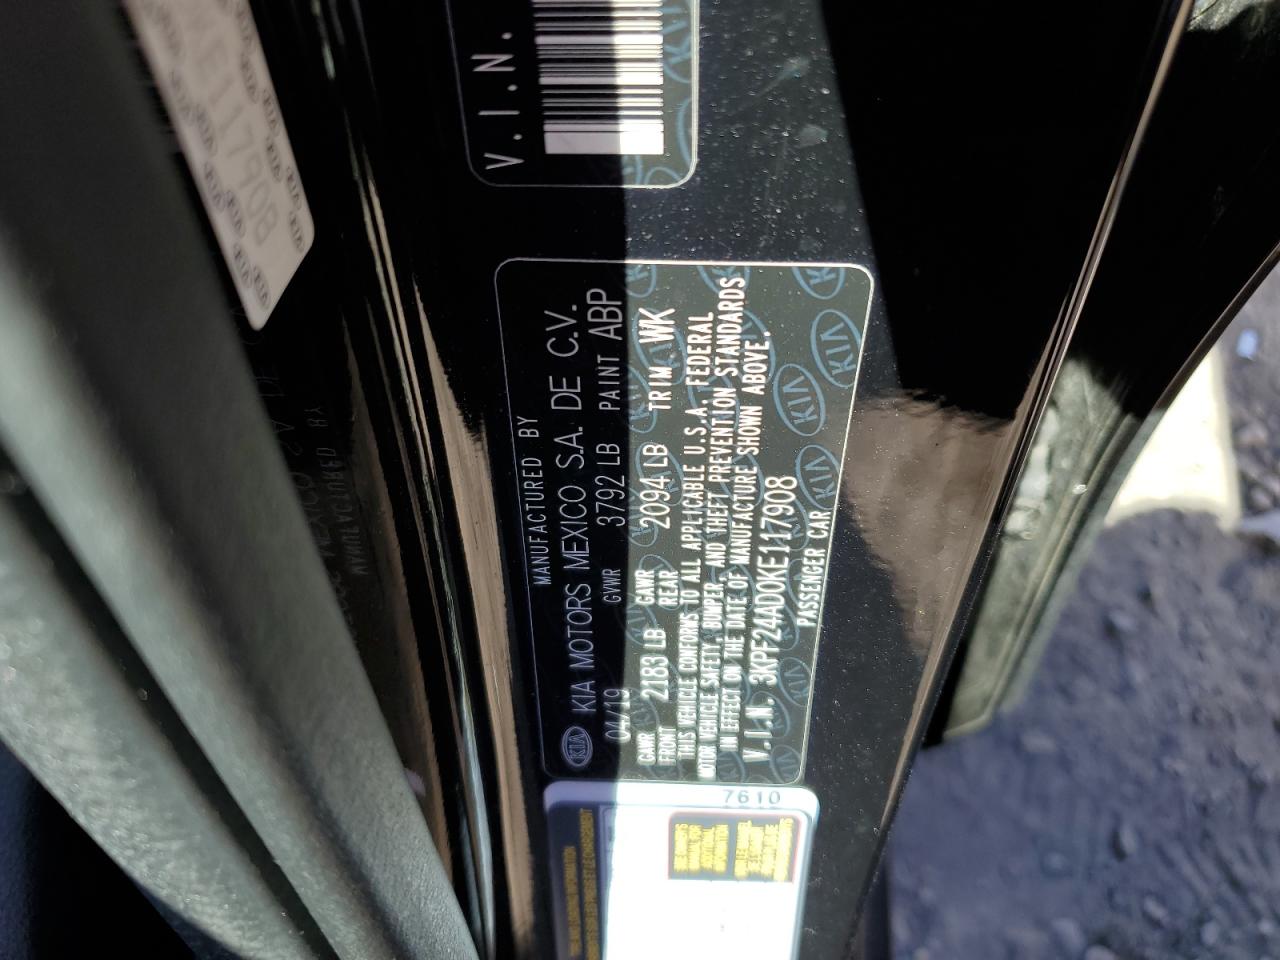 V.I.N.
E117908
MANUFACTURED BY
KIA KIA MOTORS MEXICO S.A. DE C.V.
04/19 GVWR 3792 LB PAINT ABP
GAWR FRONT 2183 LB GAWR REAR 2094 LB TRIM WK
THIS VEHICLE CONFORMS TO ALL APPLICABLE U.S.A. FEDERAL
MOTOR VEHICLE SAFETY, BUMPER, AND THEFT PREVENTION STANDARDS
IN EFFECT ON THE DATE OF MANUFACTURE SHOWN ABOVE.
V.I.N. 3KPF24AD0KE117908
PASSENGER CAR
7610